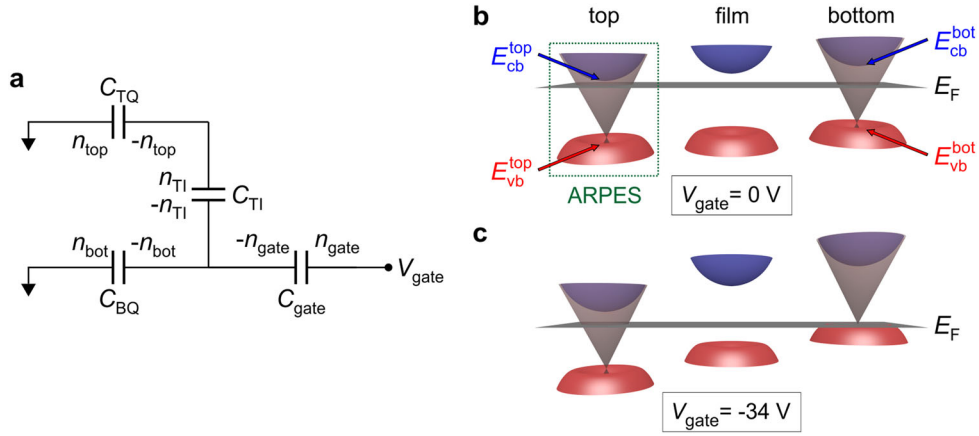 a
C_TQ
n_top -n_top
n_TI
-n_TI
C_TI
n_bot -n_bot
-n_gate n_gate
V_gate
C_BQ
C_gate
b
top film bottom
E_cb^top
E_cb^bot
E_F
E_vb^top
E_vb^bot
ARPES
V_gate= 0 V
c
E_F
V_gate= -34 V